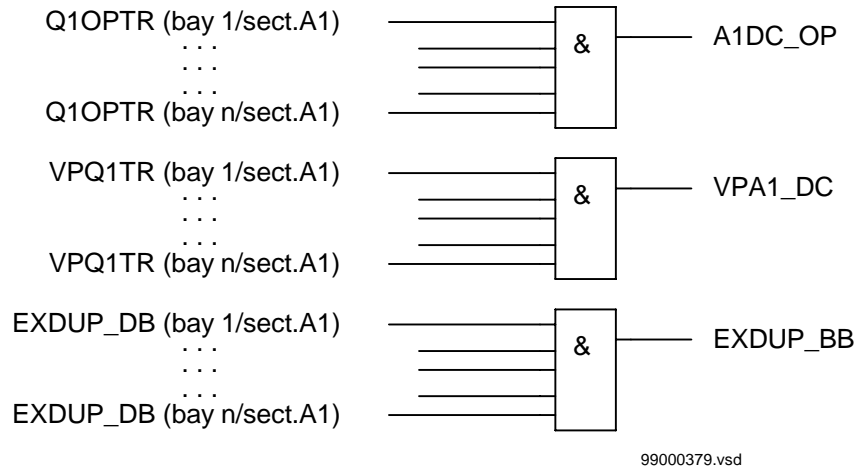 Q1OPTR (bay 1/sect.A1)
. . .
. . .
. . .
Q1OPTR (bay n/sect.A1)
&
A1DC_OP
VPQ1TR (bay 1/sect.A1)
. . .
. . .
. . .
VPQ1TR (bay n/sect.A1)
&
VPA1_DC
EXDUP_DB (bay 1/sect.A1)
. . .
. . .
. . .
EXDUP_DB (bay n/sect.A1)
&
EXDUP_BB
99000379.vsd